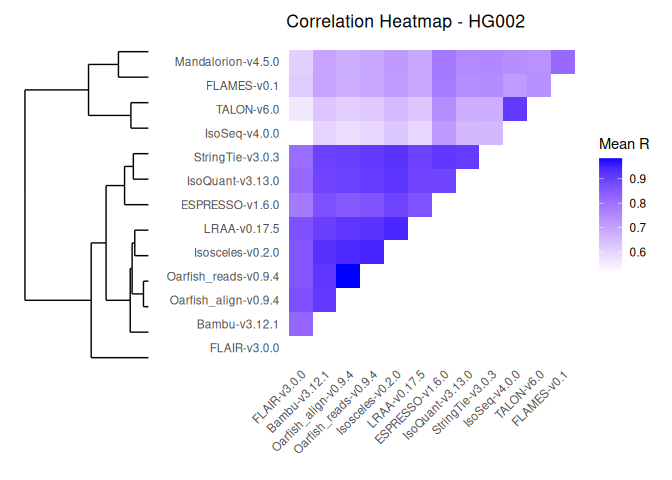 Correlation Heatmap - HG002
Mandalorion-v4.5.0
FLAMES-v0.1
TALON-v6.0
IsoSeq-v4.0.0
StringTie-v3.0.3
IsoQuant-v3.13.0
ESPRESSO-v1.6.0
LRAA-v0.17.5
Isosceles-v0.2.0
Oarfish_reads-v0.9.4
Oarfish_align-v0.9.4
Bambu-v3.12.1
FLAIR-v3.0.0
Mean R
0.9
0.8
0.7
0.6
FLAIR-v3.0.0
Bambu-v3.12.1
Oarfish_align-v0.9.4
Oarfish_reads-v0.9.4
Isosceles-v0.2.0
LRAA-v0.17.5
ESPRESSO-v1.6.0
IsoQuant-v3.13.0
StringTie-v3.0.3
IsoSeq-v4.0.0
TALON-v6.0
FLAMES-v0.1